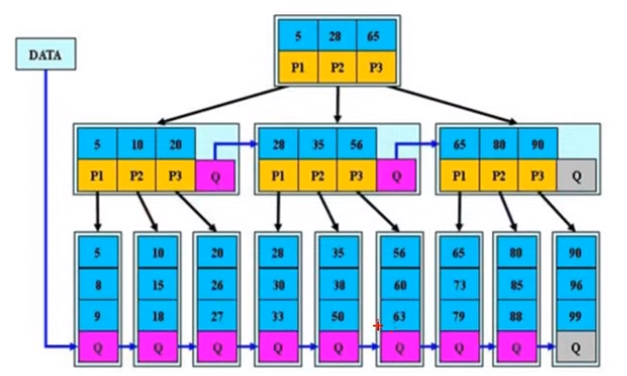 5 28 65
DATA
P1 P2 P3
5 10 20
28 35 56
65 80 90
P1 P2 P3 Q
P1 P2 P3 Q
P1 P2 P3 Q
5 10 20 28 35 56 65 80 90
8 15 26 30 38 60 73 85 96
9 18 27 33 50 63 79 88 99
Q Q Q Q Q Q Q Q Q